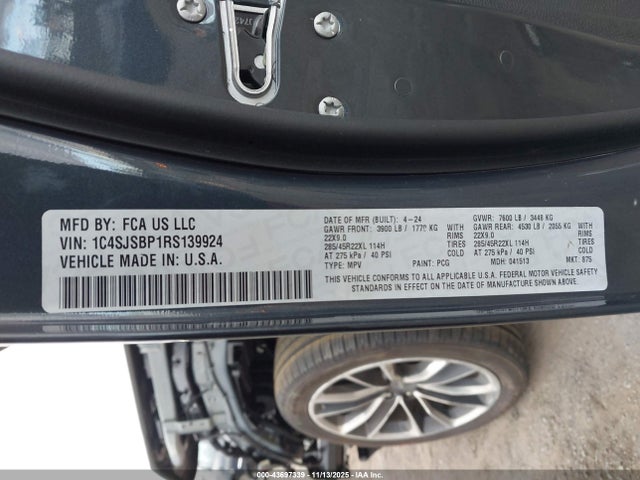 MFD BY: FCA US LLC
VIN: 1C4SJSBP1RS139924
VEHICLE MADE IN: U.S.A.
DATE OF MFR (BUILT): 4-24
GAWR FRONT: 3900 LB / 1770 KG
22X9.0 RIMS
285/45R22XL 114H TIRES
AT 275 kPa / 40 PSI COLD
TYPE: MPV PAINT: PCG
GVWR: 7600 LB / 3448 KG
GAWR REAR: 4530 LB / 2055 KG
22X9.0 RIMS
285/45R22XL 114H TIRES
AT 275 kPa / 40 PSI COLD
MDH: 041513 MKT: 875
THIS VEHICLE CONFORMS TO ALL APPLICABLE U.S.A. FEDERAL MOTOR VEHICLE SAFETY
STANDARDS IN EFFECT ON THE DATE OF MANUFACTURE SHOWN ABOVE.
000-43697339 11/13/2025 IAA Inc.